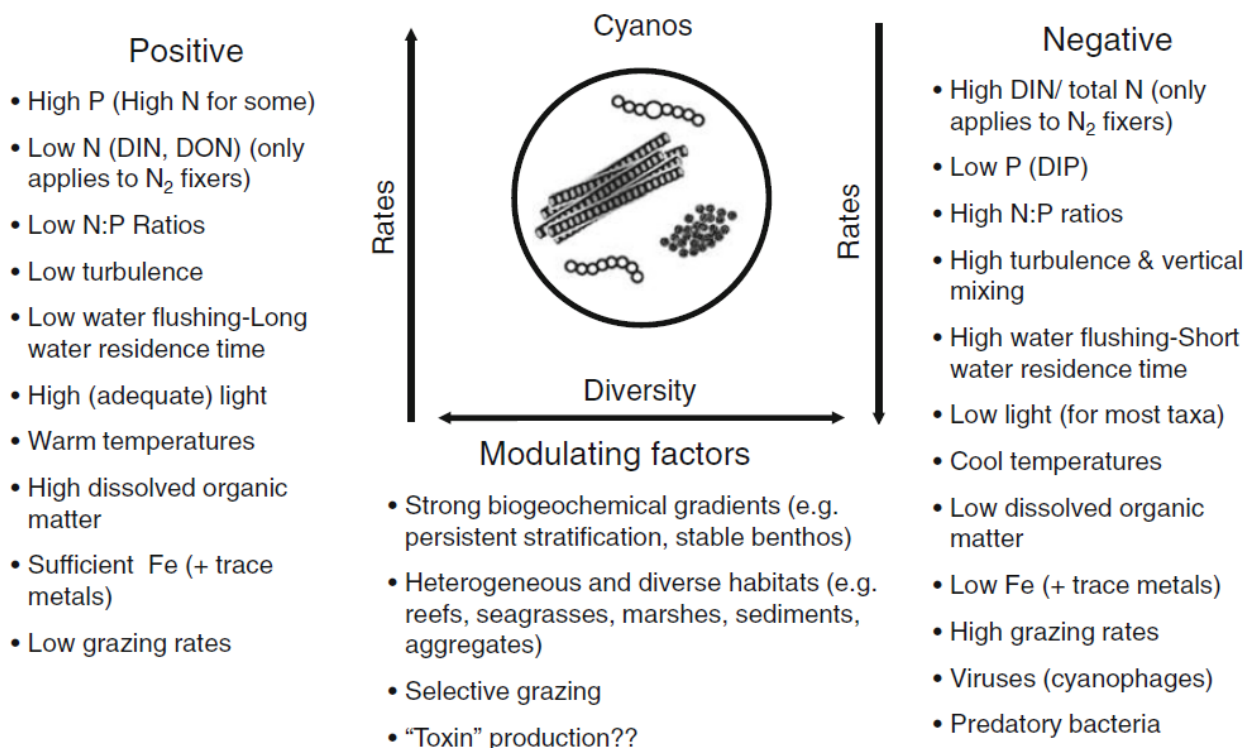 Positive
• High P (High N for some)
• Low N (DIN, DON) (only
applies to N₂ fixers)
• Low N:P Ratios
• Low turbulence
• Low water flushing-Long
water residence time
• High (adequate) light
• Warm temperatures
• High dissolved organic
matter
• Sufficient Fe (+ trace
metals)
• Low grazing rates
Rates
Cyanos
Diversity
Modulating factors
• Strong biogeochemical gradients (e.g.
persistent stratification, stable benthos)
• Heterogeneous and diverse habitats (e.g.
reefs, seagrasses, marshes, sediments,
aggregates)
• Selective grazing
• “Toxin” production??
Rates
Negative
• High DIN/ total N (only
applies to N₂ fixers)
• Low P (DIP)
• High N:P ratios
• High turbulence & vertical
mixing
• High water flushing-Short
water residence time
• Low light (for most taxa)
• Cool temperatures
• Low dissolved organic
matter
• Low Fe (+ trace metals)
• High grazing rates
• Viruses (cyanophages)
• Predatory bacteria